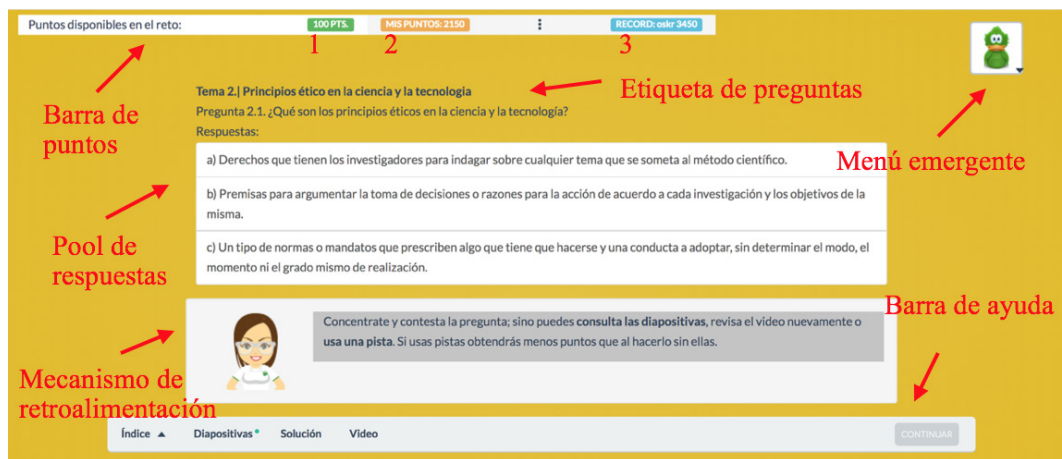 Puntos disponibles en el reto: 100 PTS. MIS PUNTOS: 2150 RECORD: oskr 3450
1 2 3
Barra de
puntos
Tema 2.| Principios ético en la ciencia y la tecnologia
Etiqueta de preguntas
Pregunta 2.1. ¿Qué son los principios éticos en la ciencia y la tecnología?
Respuestas:
Menú emergente
a) Derechos que tienen los investigadores para indagar sobre cualquier tema que se someta al método científico.
b) Premisas para argumentar la toma de decisiones o razones para la acción de acuerdo a cada investigación y los objetivos de la
misma.
c) Un tipo de normas o mandatos que prescriben algo que tiene que hacerse y una conducta a adoptar, sin determinar el modo, el
momento ni el grado mismo de realización.
Pool de
respuestas
Barra de ayuda
Concentrate y contesta la pregunta; sino puedes consulta las diapositivas, revisa el video nuevamente o
usa una pista. Si usas pistas obtendrás menos puntos que al hacerlo sin ellas.
Mecanismo de
retroalimentación
Índice Diapositivas Solución Video CONTINUAR